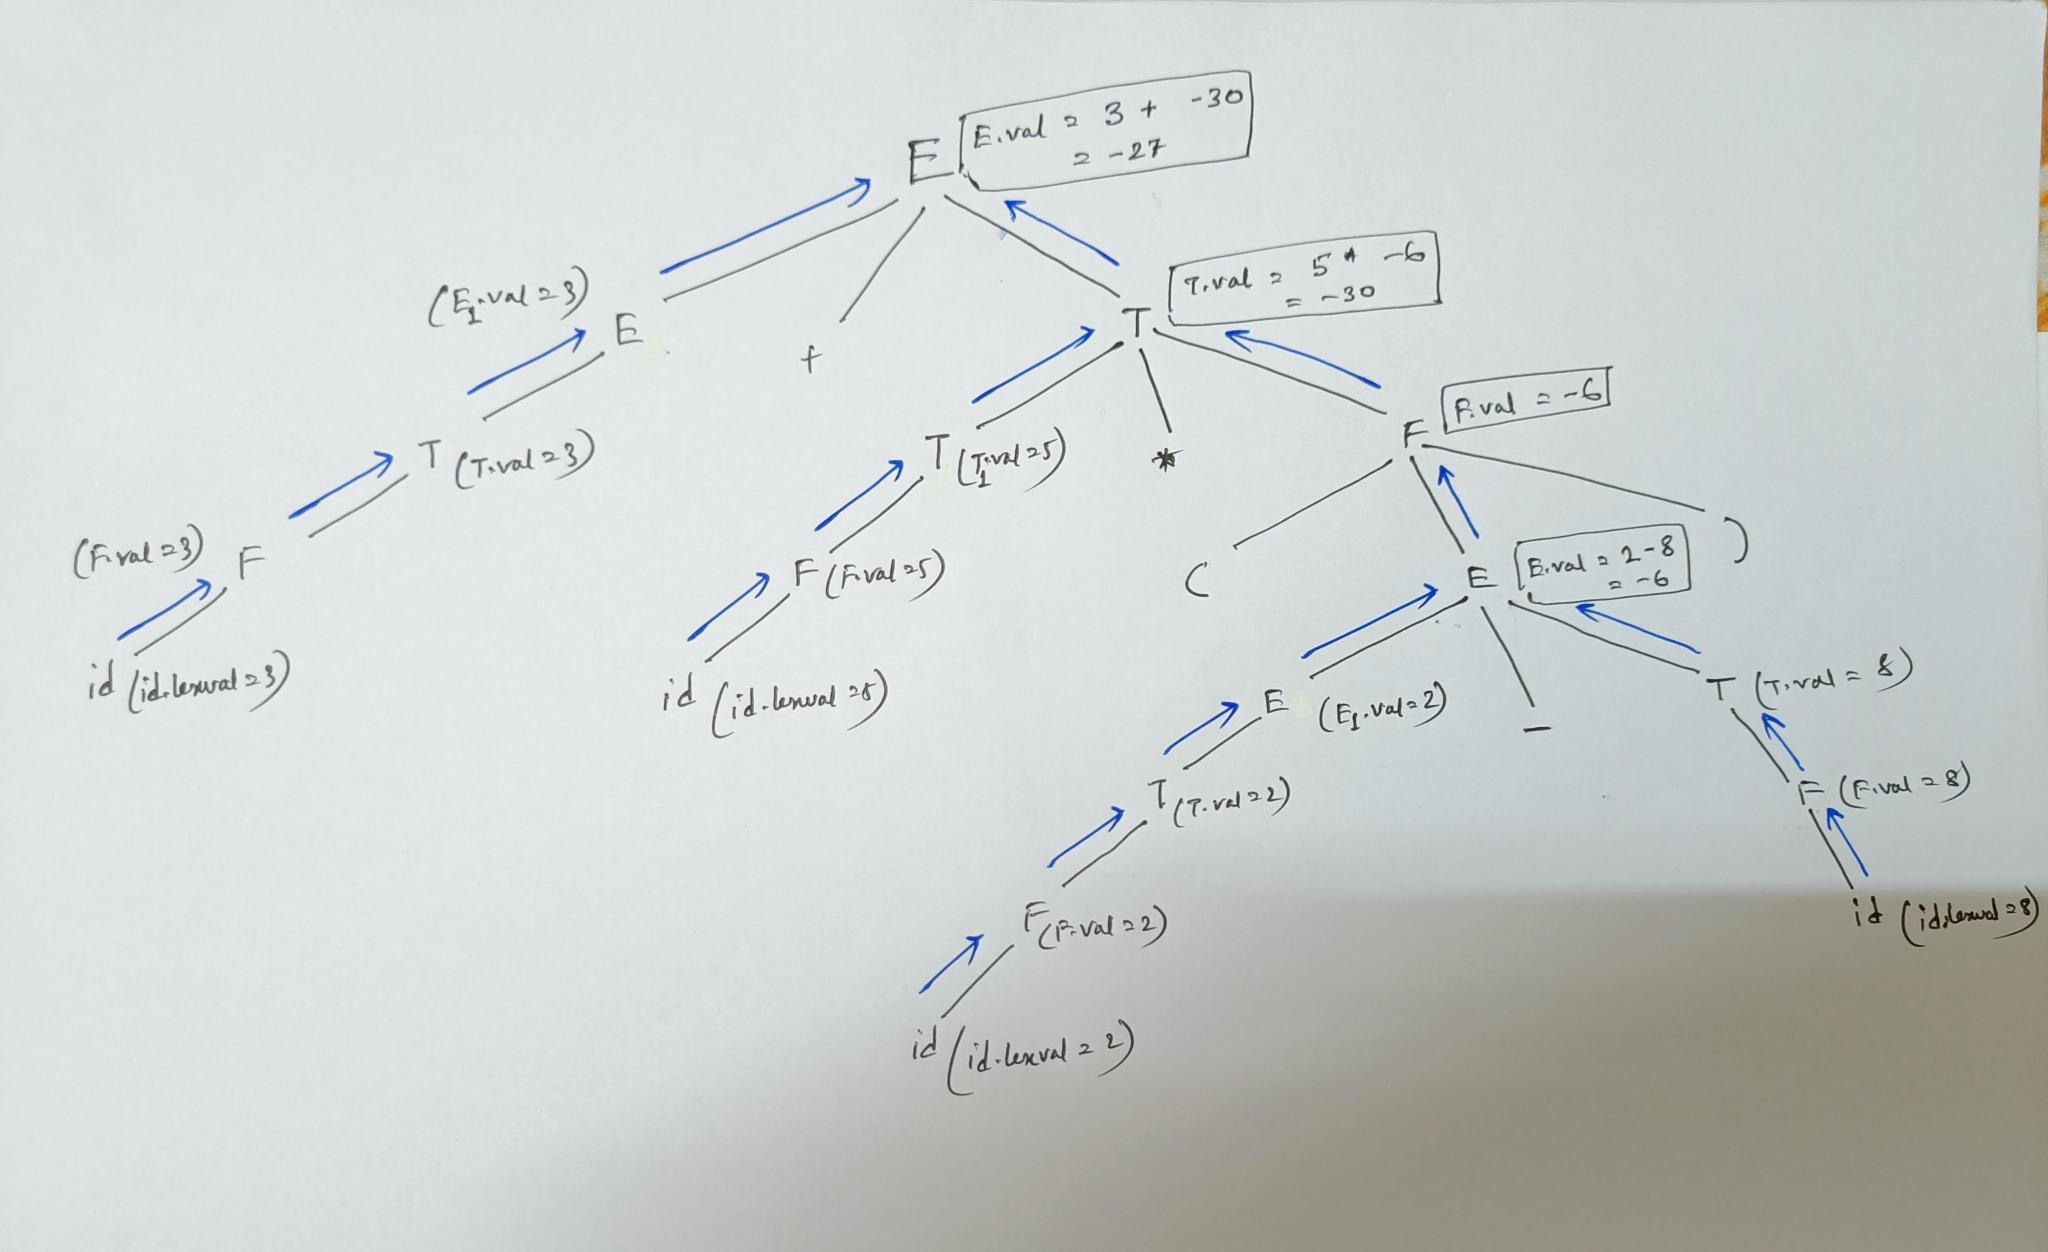 E
E.val = 3 + -30
= -27
(E1.val = 3)
E
+
T
T.val = 5 * -6
= -30
T (T.val = 3)
T (T1.val = 5)
*
F
F.val = -6
(F.val = 3)
F
F (F.val = 5)
(
E
E.val = 2-8
= -6
)
id (id.lexval = 3)
id (id.lexval = 5)
E (E1.val = 2)
-
T (T.val = 8)
T (T.val = 2)
F (F.val = 8)
F (F.val = 2)
id (id.lexval = 8)
id (id.lexval = 2)